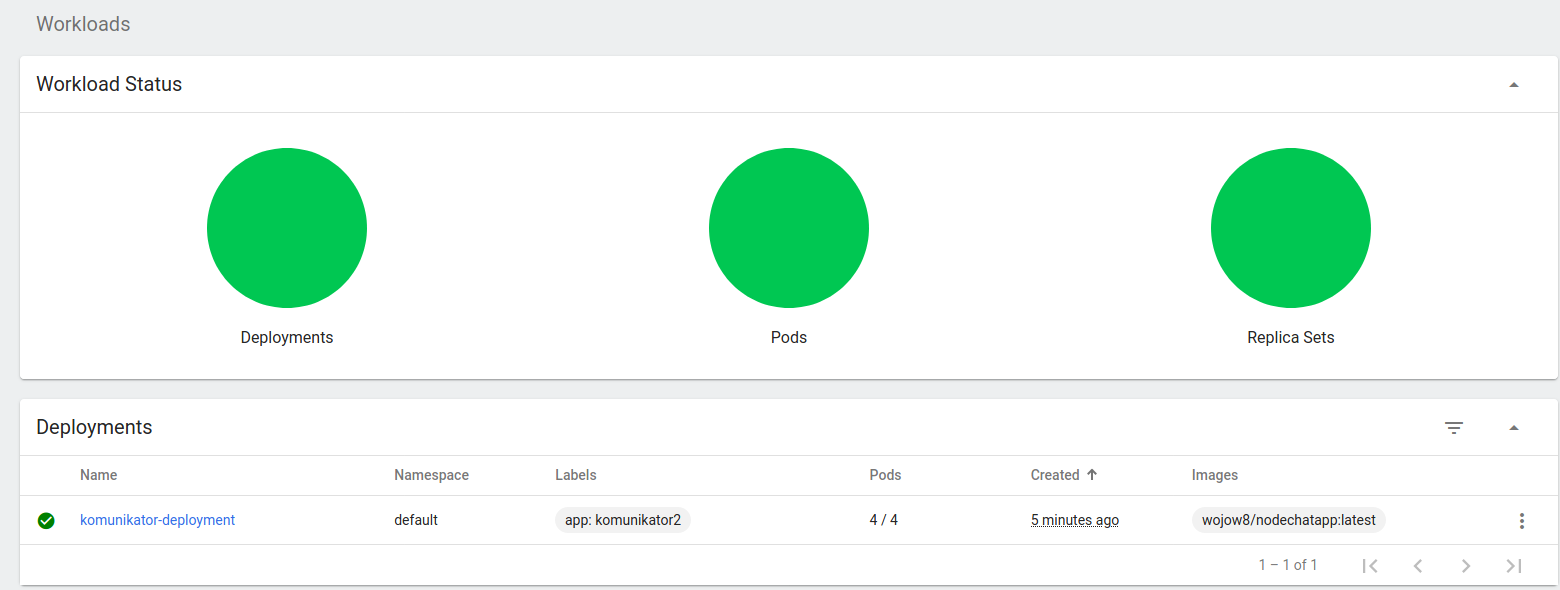 Workloads
Workload Status
Deployments Pods Replica Sets
Deployments
Name Namespace Labels Pods Created Images
komunikator-deployment default app: komunikator2 4 / 4 5 minutes ago wojow8/nodechatapp:latest
1 – 1 of 1